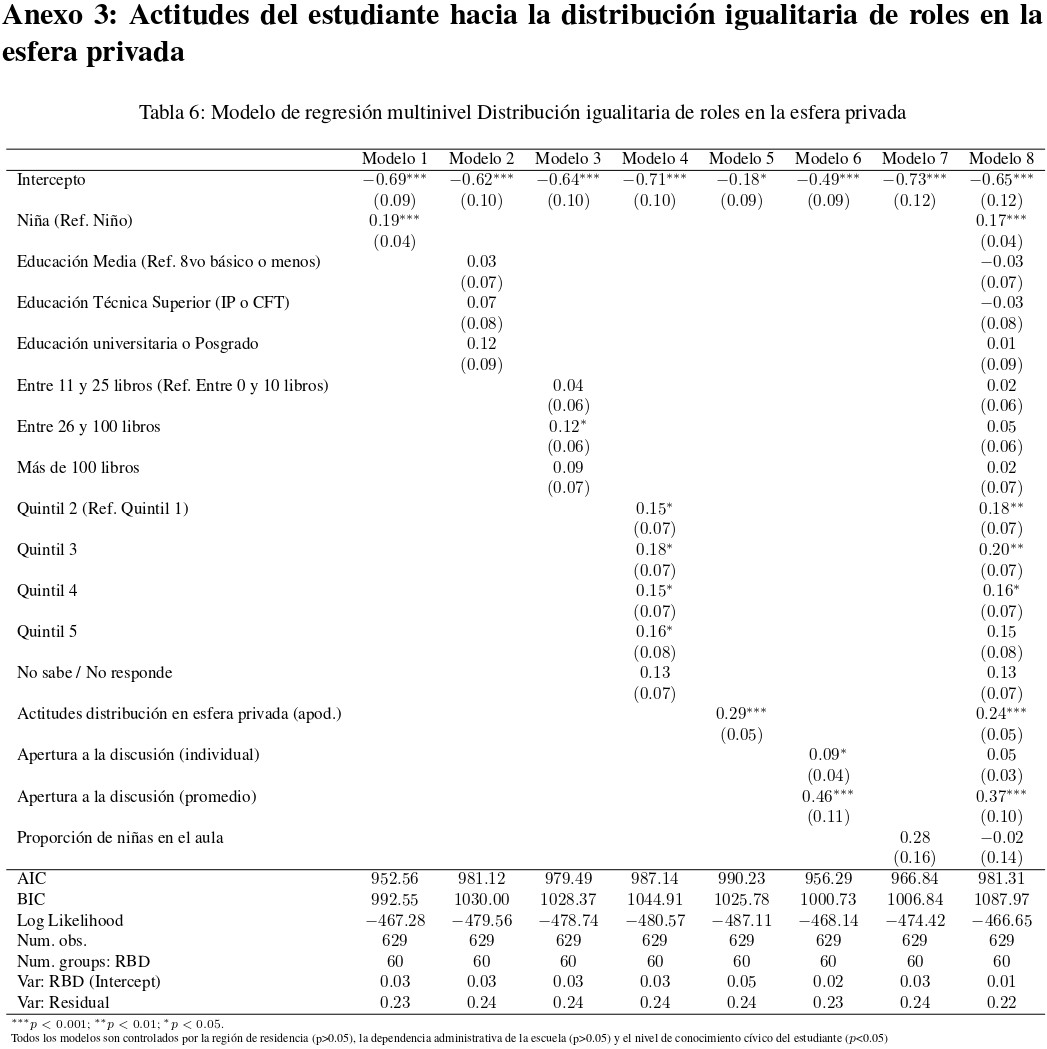 Anexo 3: Actitudes del estudiante hacia la distribución igualitaria de roles en la
esfera privada
Tabla 6: Modelo de regresión multinivel Distribución igualitaria de roles en la esfera privada
Modelo 1 Modelo 2 Modelo 3 Modelo 4 Modelo 5 Modelo 6 Modelo 7 Modelo 8
Intercepto −0.69*** −0.62*** −0.64*** −0.71*** −0.18* −0.49*** −0.73*** −0.65***
(0.09) (0.10) (0.10) (0.10) (0.09) (0.09) (0.12) (0.12)
Niña (Ref. Niño) 0.19*** 0.17***
(0.04) (0.04)
Educación Media (Ref. 8vo básico o menos) 0.03 −0.03
(0.07) (0.07)
Educación Técnica Superior (IP o CFT) 0.07 −0.03
(0.08) (0.08)
Educación universitaria o Posgrado 0.12 0.01
(0.09) (0.09)
Entre 11 y 25 libros (Ref. Entre 0 y 10 libros) 0.04 0.02
(0.06) (0.06)
Entre 26 y 100 libros 0.12* 0.05
(0.06) (0.06)
Más de 100 libros 0.09 0.02
(0.07) (0.07)
Quintil 2 (Ref. Quintil 1) 0.15* 0.18**
(0.07) (0.07)
Quintil 3 0.18* 0.20**
(0.07) (0.07)
Quintil 4 0.15* 0.16*
(0.07) (0.07)
Quintil 5 0.16* 0.15
(0.08) (0.08)
No sabe / No responde 0.13 0.13
(0.07) (0.07)
Actitudes distribución en esfera privada (apod.) 0.29*** 0.24***
(0.05) (0.05)
Apertura a la discusión (individual) 0.09* 0.05
(0.04) (0.03)
Apertura a la discusión (promedio) 0.46*** 0.37***
(0.11) (0.10)
Proporción de niñas en el aula 0.28 −0.02
(0.16) (0.14)
AIC 952.56 981.12 979.49 987.14 990.23 956.29 966.84 981.31
BIC 992.55 1030.00 1028.37 1044.91 1025.78 1000.73 1006.84 1087.97
Log Likelihood −467.28 −479.56 −478.74 −480.57 −487.11 −468.14 −474.42 −466.65
Num. obs. 629 629 629 629 629 629 629 629
Num. groups: RBD 60 60 60 60 60 60 60 60
Var: RBD (Intercept) 0.03 0.03 0.03 0.03 0.05 0.02 0.03 0.01
Var: Residual 0.23 0.24 0.24 0.24 0.24 0.23 0.24 0.22
***p < 0.001; **p < 0.01; *p < 0.05.
Todos los modelos son controlados por la región de residencia (p>0.05), la dependencia administrativa de la escuela (p>0.05) y el nivel de conocimiento cívico del estudiante (p<0.05)